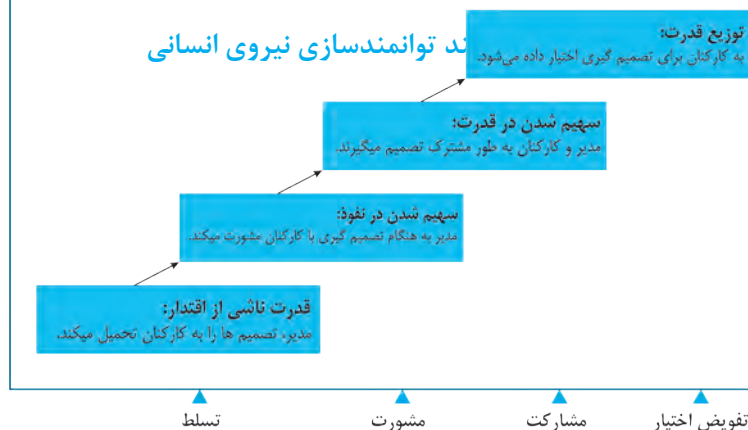 توزیع قدرت:
به کارکنان برای تصمیم گیری اختیار داده می‌شود.
ند توانمندسازی نیروی انسانی
سهیم شدن در قدرت:
مدیر و کارکنان به طور مشترک تصمیم میگیرند.
سهیم شدن در نفوذ:
مدیر به هنگام تصمیم گیری با کارکنان مشورت میکند.
قدرت ناشی از اقتدار:
مدیر، تصمیم ها را به کارکنان تحمیل میکند.
تفویض اختیار
مشارکت
مشورت
تسلط